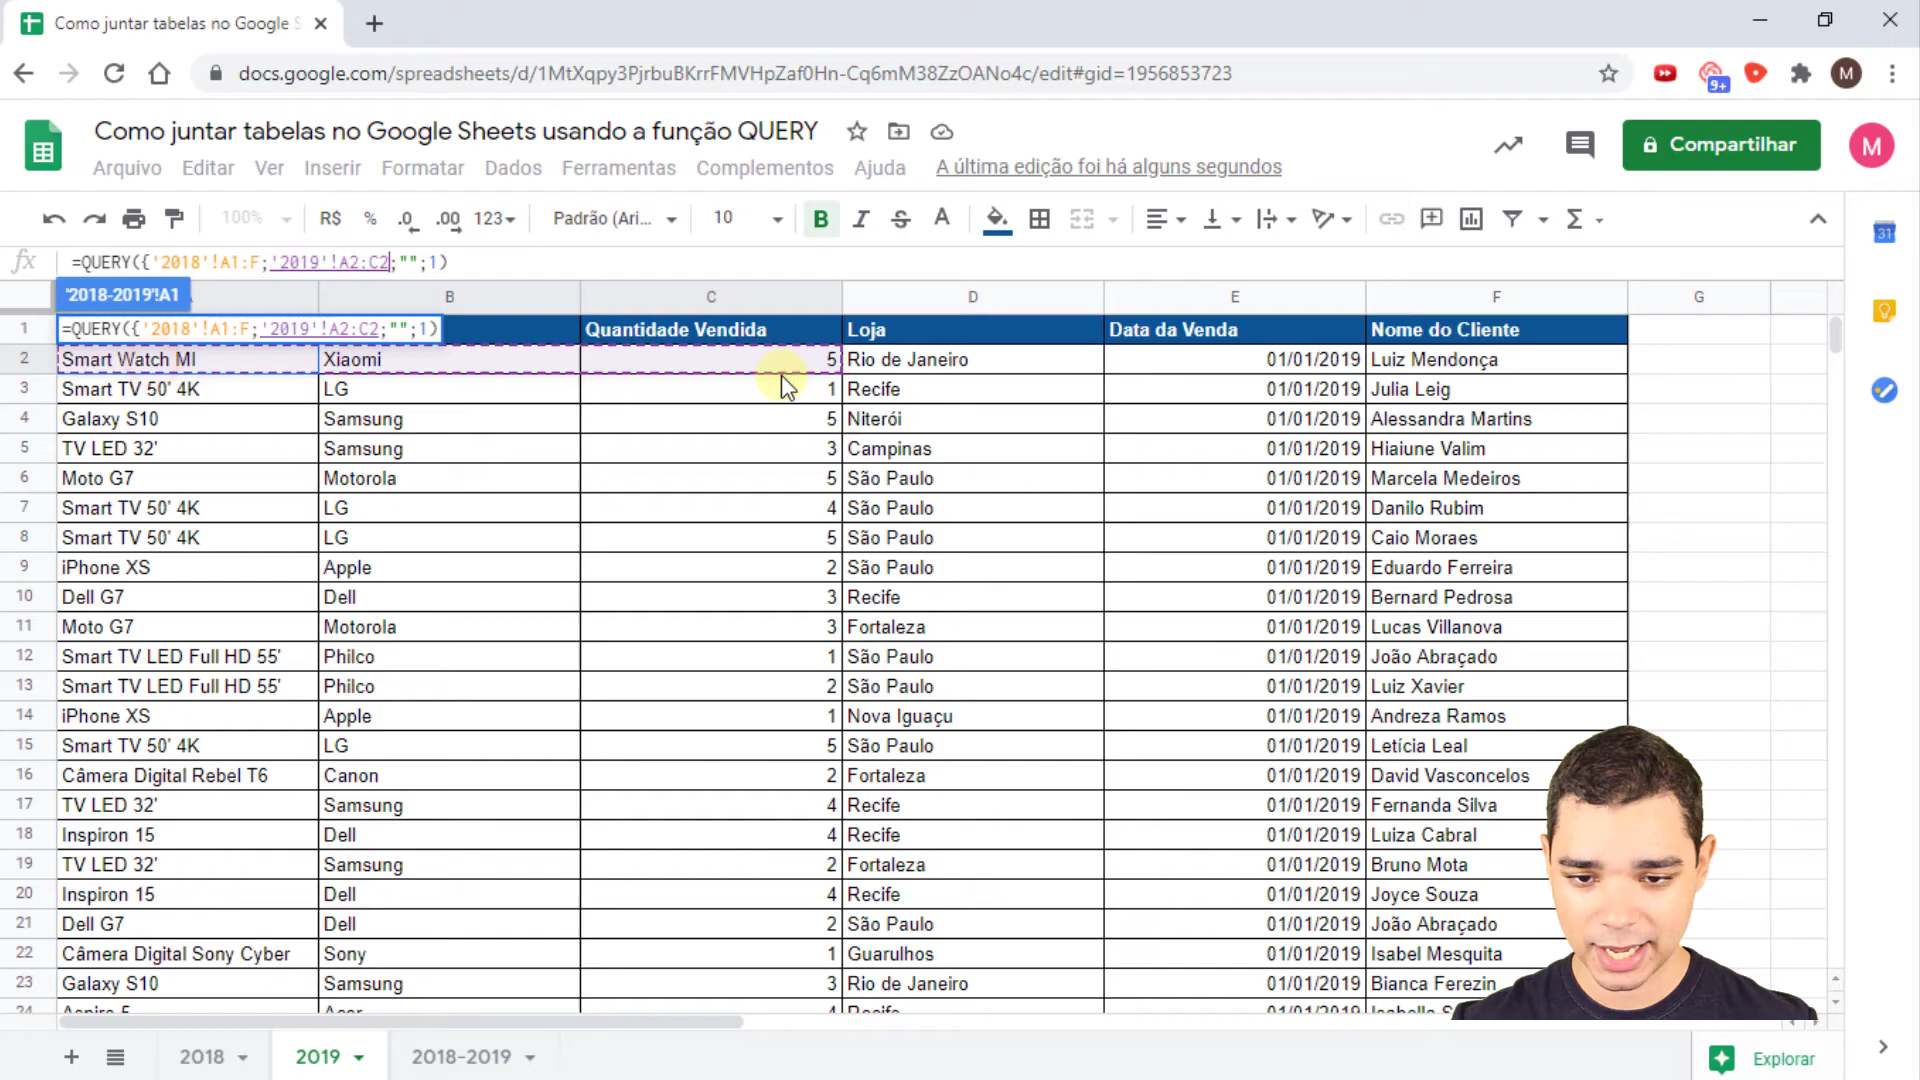 Como juntar tabelas no Google S
docs.google.com/spreadsheets/d/1MtXqpy3PjrbuBKrrFMVHpZaf0Hn-Cq6mM38ZzOANo4c/edit#gid=1956853723
9+
M
Como juntar tabelas no Google Sheets usando a função QUERY
Arquivo Editar Ver Inserir Formatar Dados Ferramentas Complementos Ajuda A última edição foi há alguns segundos
Compartilhar
M
100% R$ % .0 .00 123 Padrão (Ari... 10 B I S A Σ
31
fx =QUERY({'2018'!A1:F;'2019'!A2:C2;"";1)
'2018-2019'!A1
B C D E F G
1 =QUERY({'2018'!A1:F;'2019'!A2:C2;"";1) Quantidade Vendida Loja Data da Venda Nome do Cliente
2 Smart Watch MI Xiaomi 5 Rio de Janeiro 01/01/2019 Luiz Mendonça
3 Smart TV 50' 4K LG 1 Recife 01/01/2019 Julia Leig
4 Galaxy S10 Samsung 5 Niterói 01/01/2019 Alessandra Martins
5 TV LED 32' Samsung 3 Campinas 01/01/2019 Hiaiune Valim
6 Moto G7 Motorola 5 São Paulo 01/01/2019 Marcela Medeiros
7 Smart TV 50' 4K LG 4 São Paulo 01/01/2019 Danilo Rubim
8 Smart TV 50' 4K LG 5 São Paulo 01/01/2019 Caio Moraes
9 iPhone XS Apple 2 São Paulo 01/01/2019 Eduardo Ferreira
10 Dell G7 Dell 3 Recife 01/01/2019 Bernard Pedrosa
11 Moto G7 Motorola 3 Fortaleza 01/01/2019 Lucas Villanova
12 Smart TV LED Full HD 55' Philco 1 São Paulo 01/01/2019 João Abraçado
13 Smart TV LED Full HD 55' Philco 2 São Paulo 01/01/2019 Luiz Xavier
14 iPhone XS Apple 1 Nova Iguaçu 01/01/2019 Andreza Ramos
15 Smart TV 50' 4K LG 5 São Paulo 01/01/2019 Letícia Leal
16 Câmera Digital Rebel T6 Canon 2 Fortaleza 01/01/2019 David Vasconcelos
17 TV LED 32' Samsung 4 Recife 01/01/2019 Fernanda Silva
18 Inspiron 15 Dell 4 Recife 01/01/2019 Luiza Cabral
19 TV LED 32' Samsung 2 Fortaleza 01/01/2019 Bruno Mota
20 Inspiron 15 Dell 4 Recife 01/01/2019 Joyce Souza
21 Dell G7 Dell 2 São Paulo 01/01/2019 João Abraçado
22 Câmera Digital Sony Cyber Sony 1 Guarulhos 01/01/2019 Isabel Mesquita
23 Galaxy S10 Samsung 3 Rio de Janeiro 01/01/2019 Bianca Ferezin
24 Aspire 5 Acer 4 Recife 01/01/2019
2018 2019 2018-2019 Explorar